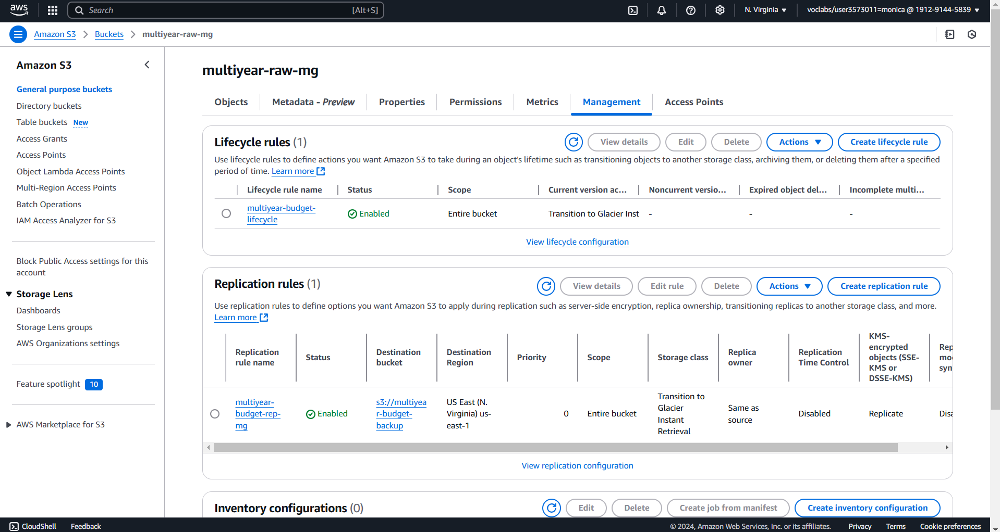 aws
Search [Alt+S]
N. Virginia ▼
voclabs/user3573011=monica @ 1912-9144-5839 ▼
Amazon S3 > Buckets > multiyear-raw-mg
Amazon S3
General purpose buckets
Directory buckets
Table buckets New
Access Grants
Access Points
Object Lambda Access Points
Multi-Region Access Points
Batch Operations
IAM Access Analyzer for S3
Block Public Access settings for this
account
Storage Lens
Dashboards
Storage Lens groups
AWS Organizations settings
Feature spotlight 10
AWS Marketplace for S3
multiyear-raw-mg
Objects
Metadata - Preview
Properties
Permissions
Metrics
Management
Access Points
Lifecycle rules (1)
View details
Edit
Delete
Actions ▼
Create lifecycle rule
Use lifecycle rules to define actions you want Amazon S3 to take during an object's lifetime such as transitioning objects to another storage class, archiving them, or deleting them after a specified
period of time. Learn more
Lifecycle rule name
Status
Scope
Current version ac...
Noncurrent versio...
Expired object del...
Incomplete multi...
multiyear-budget-
lifecycle
Enabled
Entire bucket
Transition to Glacier Inst
-
-
-
View lifecycle configuration
Replication rules (1)
View details
Edit rule
Delete
Actions ▼
Create replication rule
Use replication rules to define options you want Amazon S3 to apply during replication such as server-side encryption, replica ownership, transitioning replicas to another storage class, and more.
Learn more
Replication
rule name
Status
Destination
bucket
Destination
Region
Priority
Scope
Storage class
Replica
owner
Replication
Time Control
KMS-
encrypted
objects (SSE-
KMS or
DSSE-KMS)
Rep
mo
syn
multiyear-
budget-rep-
mg
Enabled
s3://multiyea
r-budget-
backup
US East (N.
Virginia) us-
east-1
0
Entire bucket
Transition to
Glacier
Instant
Retrieval
Same as
source
Disabled
Replicate
Disa
View replication configuration
Inventory configurations (0)
Edit
Delete
Create job from manifest
Create inventory configuration
CloudShell
Feedback
© 2024, Amazon Web Services, Inc. or its affiliates.
Privacy
Terms
Cookie preferences